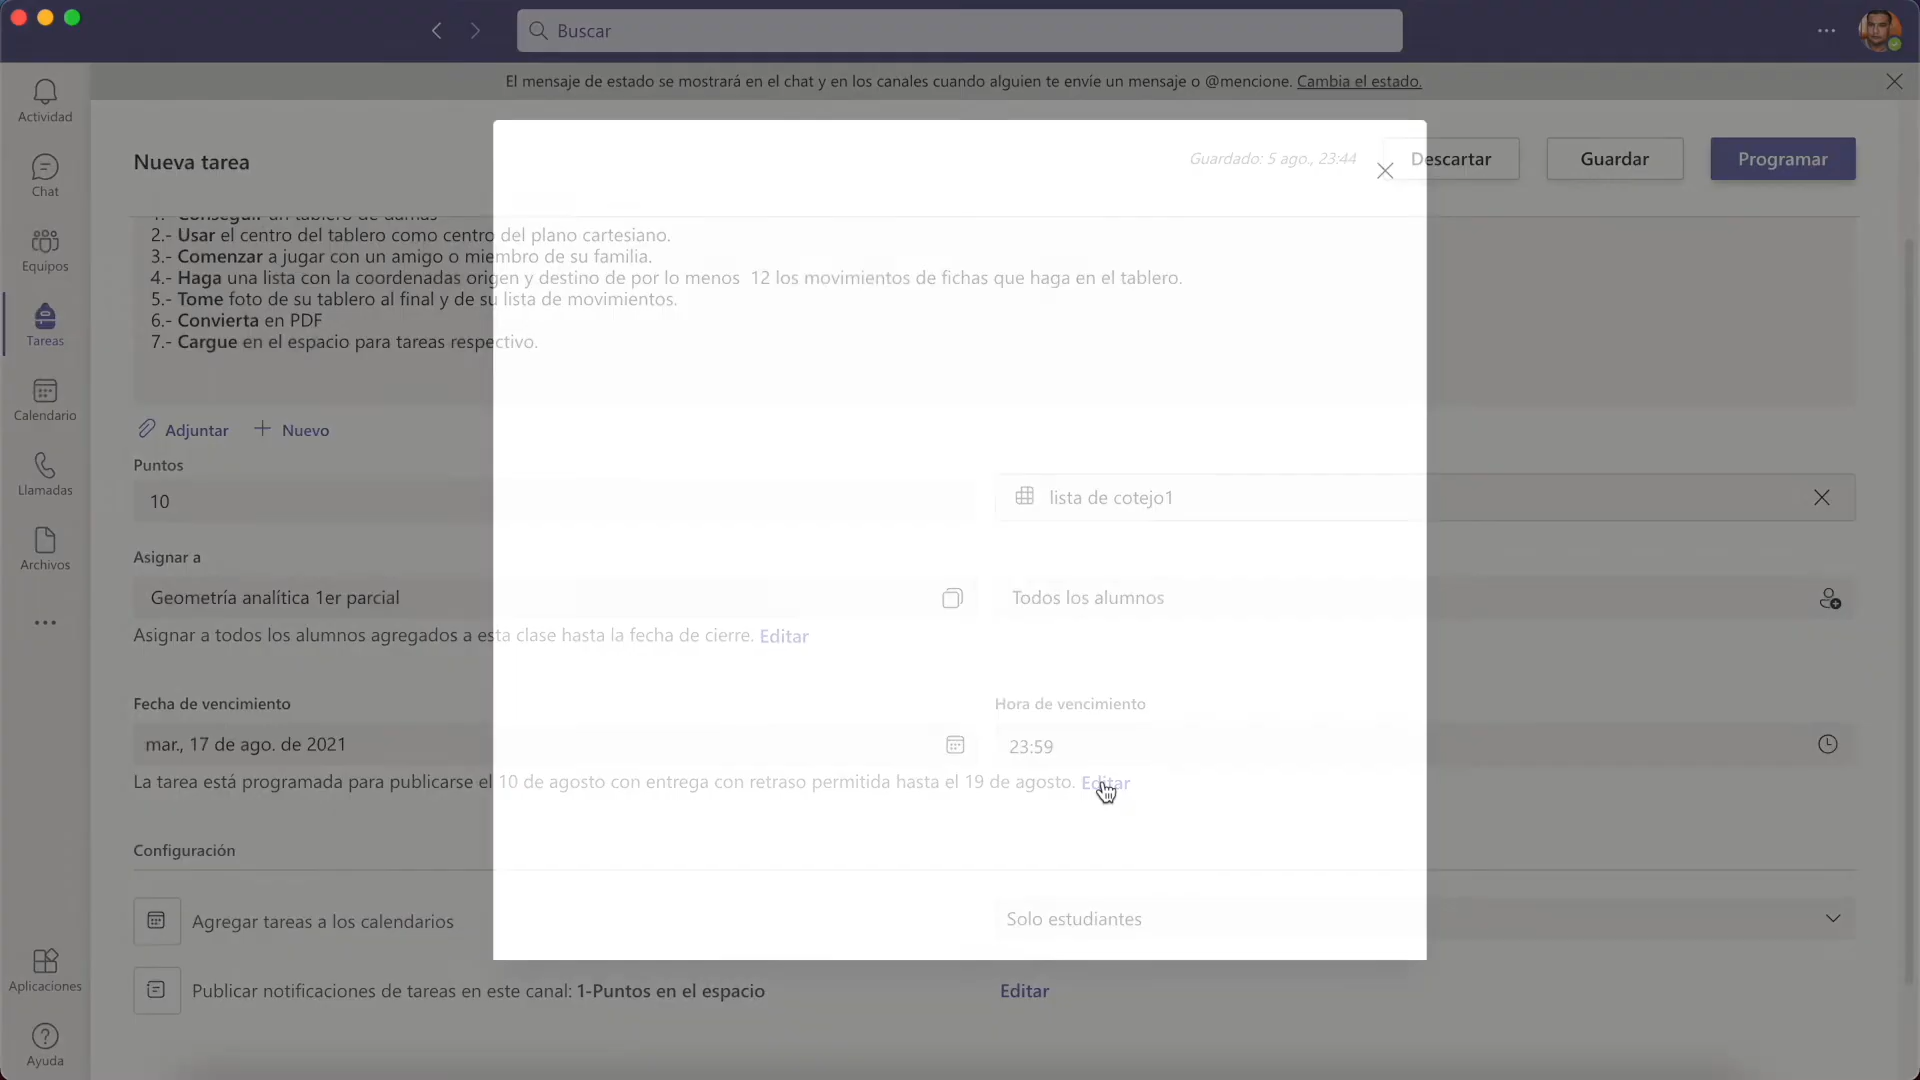 Buscar
El mensaje de estado se mostrará en el chat y en los canales cuando alguien te envíe un mensaje o @mencione. Cambia el estado.
Actividad
Chat
Equipos
Tareas
Calendario
Llamadas
Archivos
Aplicaciones
Ayuda
Nueva tarea
Guardado: 5 ago., 23:44
Descartar
Guardar
Programar
1.- Conseguir un tablero de damas
2.- Usar el centro del tablero como centro del plano cartesiano.
3.- Comenzar a jugar con un amigo o miembro de su familia.
4.- Haga una lista con la coordenadas origen y destino de por lo menos 12 los movimientos de fichas que haga en el tablero.
5.- Tome foto de su tablero al final y de su lista de movimientos.
6.- Convierta en PDF
7.- Cargue en el espacio para tareas respectivo.
Adjuntar
Nuevo
Puntos
10
lista de cotejo1
Asignar a
Geometría analítica 1er parcial
Todos los alumnos
Asignar a todos los alumnos agregados a esta clase hasta la fecha de cierre. Editar
Fecha de vencimiento
Hora de vencimiento
mar., 17 de ago. de 2021
23:59
La tarea está programada para publicarse el 10 de agosto con entrega con retraso permitida hasta el 19 de agosto. Editar
Configuración
Agregar tareas a los calendarios
Solo estudiantes
Publicar notificaciones de tareas en este canal: 1-Puntos en el espacio
Editar